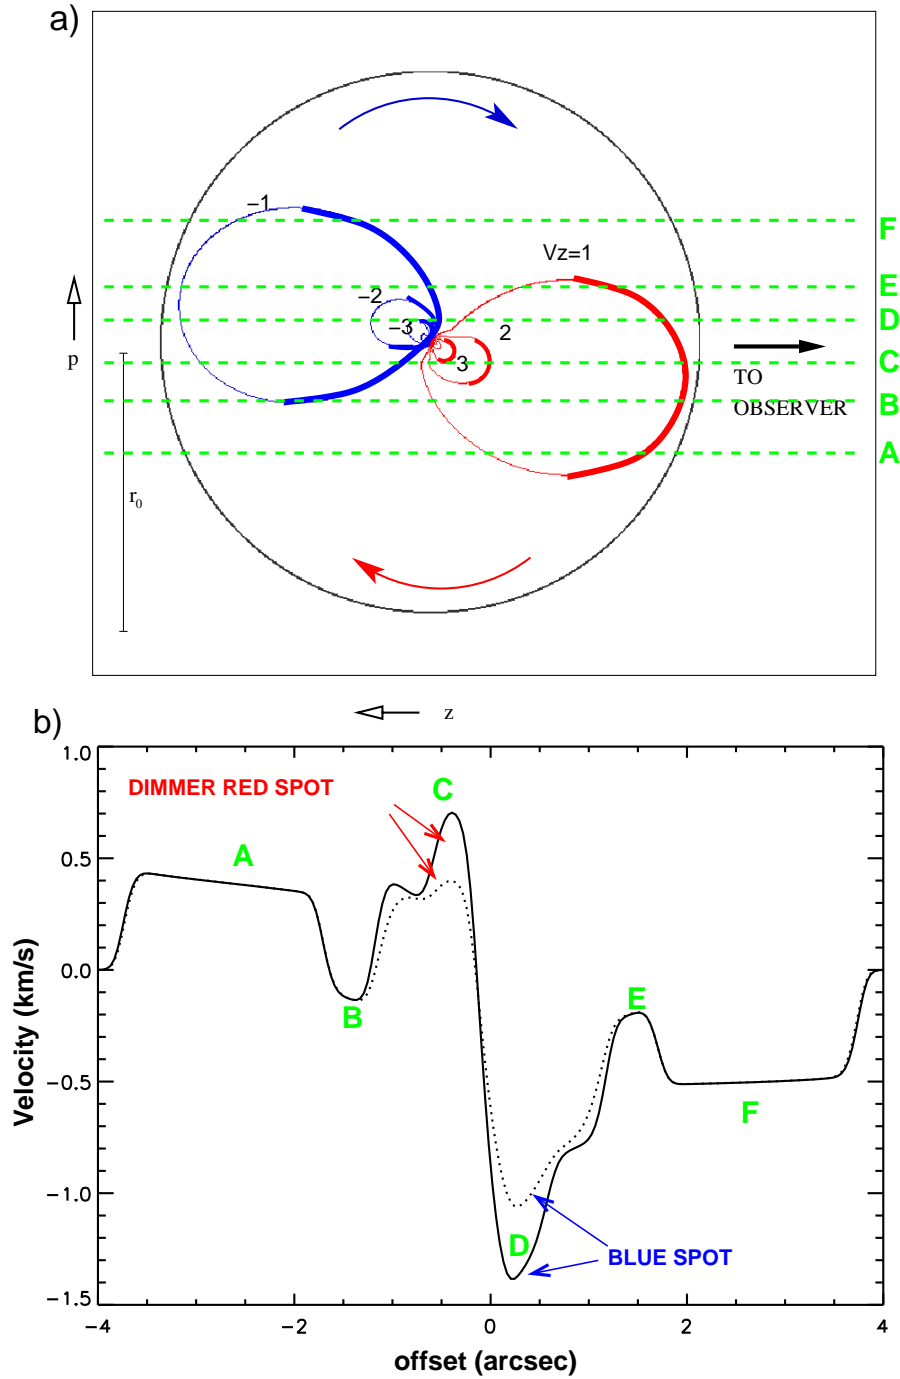 a)
−1
F
Vz=1
E
−2
D
−3
2
p
3
C
TO
B
OBSERVER
A
r0
z
b)
1.0
DIMMER RED SPOT
C
0.5
A
0.0
B
E
Velocity (km/s)
−0.5
F
−1.0
D
BLUE SPOT
−1.5
−4
−2
0
2
4
offset (arcsec)